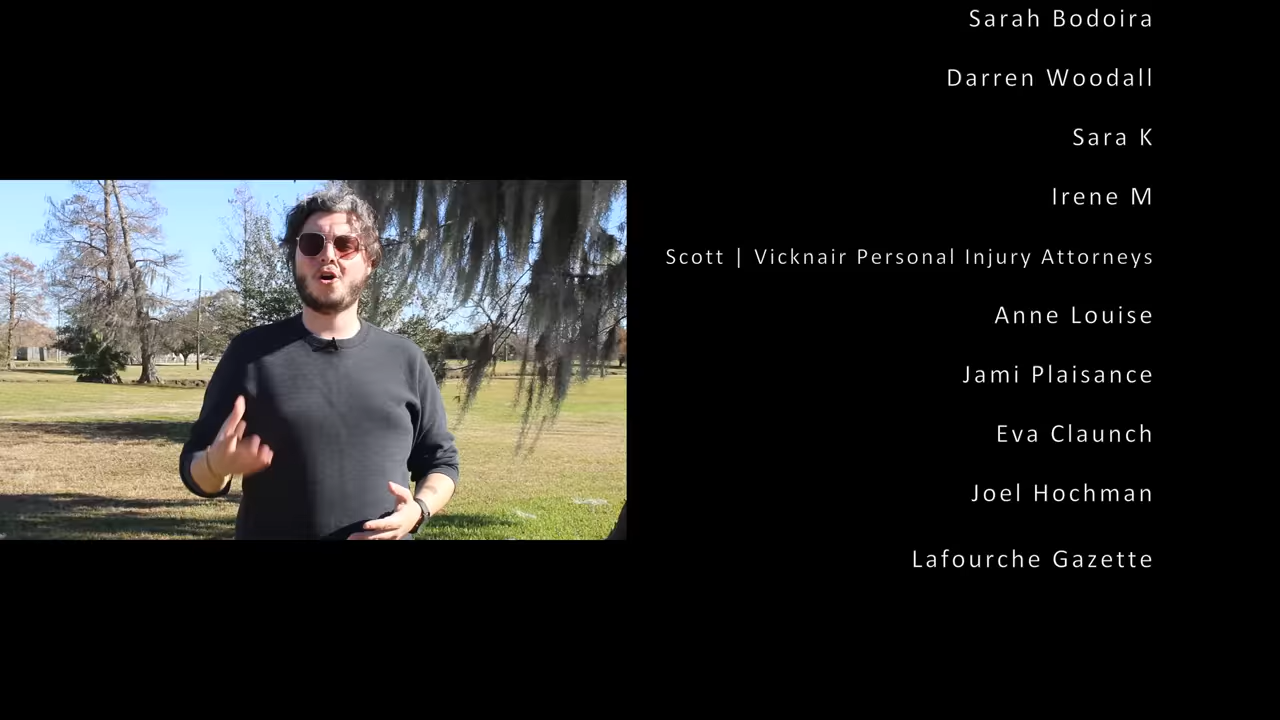 Sarah Bodoira
Darren Woodall
Sara K
Irene M
Scott | Vicknair Personal Injury Attorneys
Anne Louise
Jami Plaisance
Eva Claunch
Joel Hochman
Lafourche Gazette